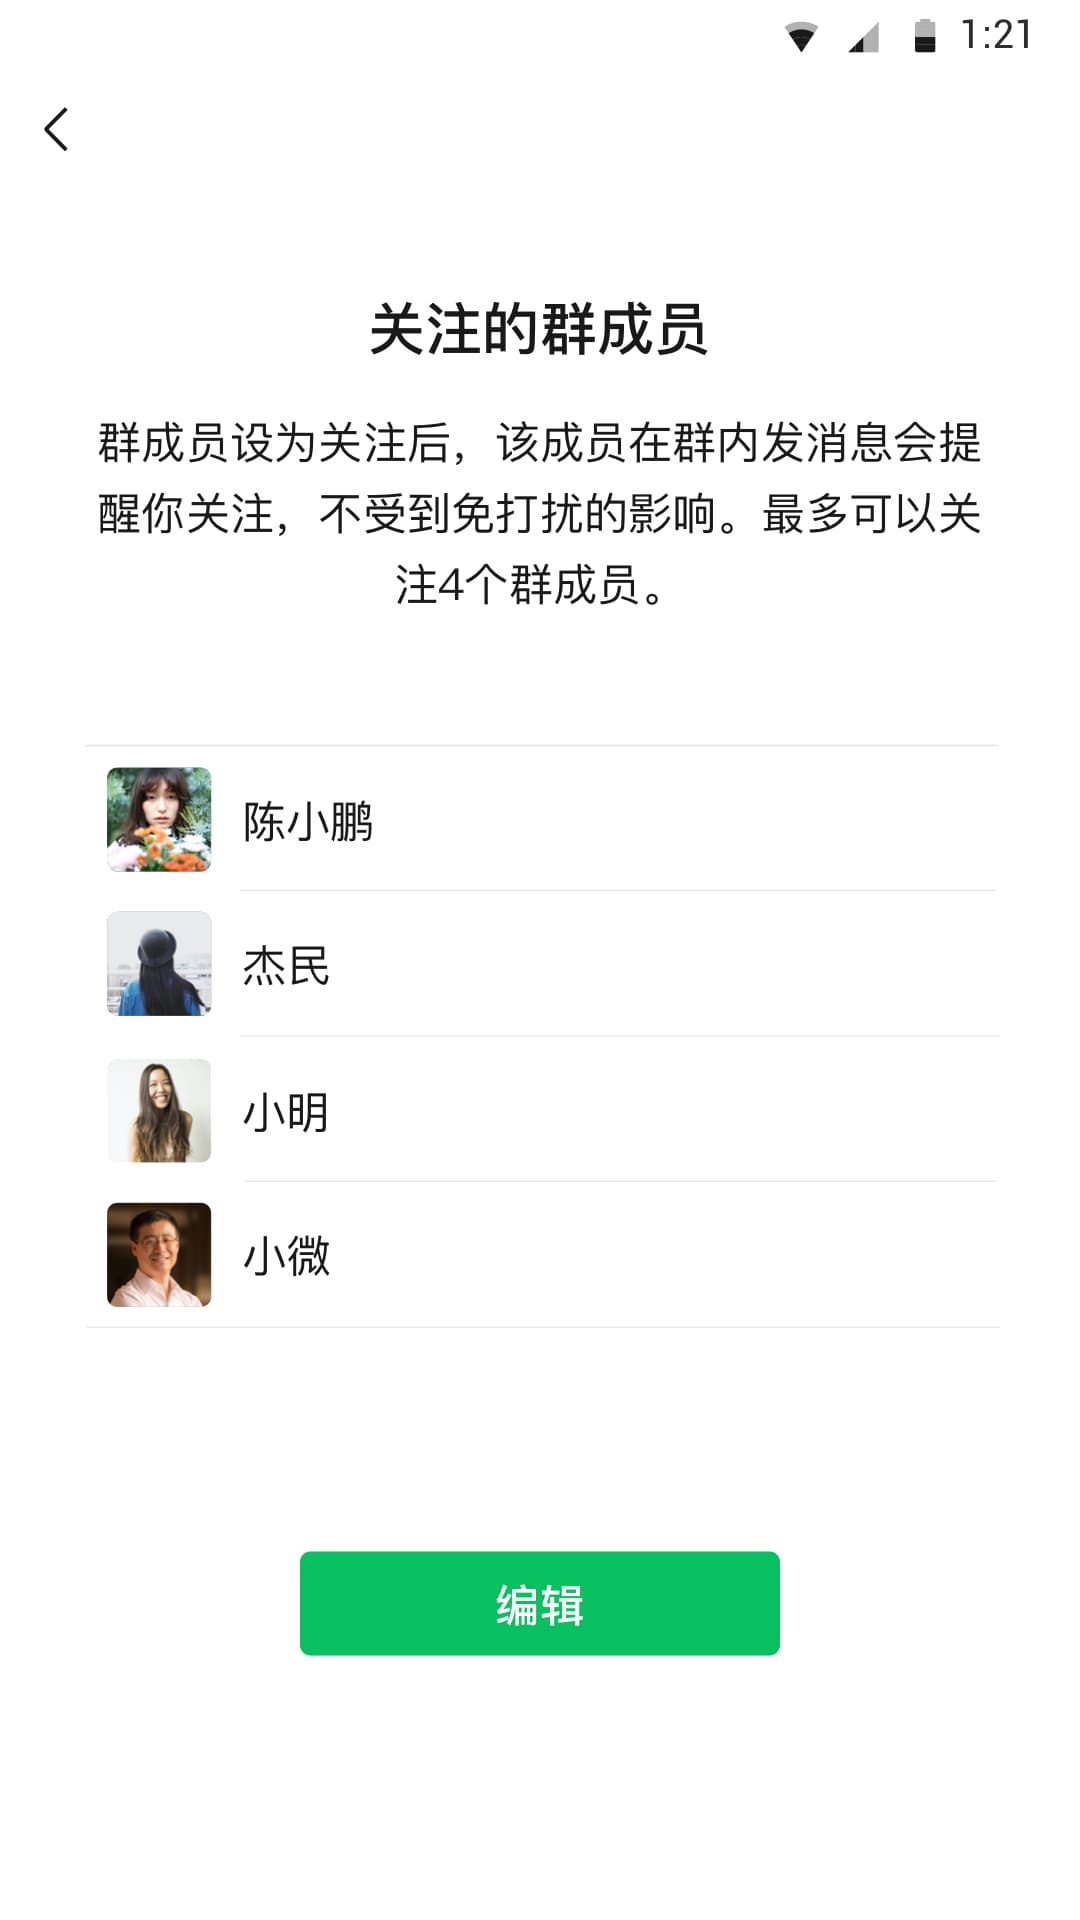 1:21
关注的群成员
群成员设为关注后，该成员在群内发消息会提
醒你关注，不受到免打扰的影响。最多可以关
注4个群成员。
陈小鹏
杰民
小明
小微
编辑